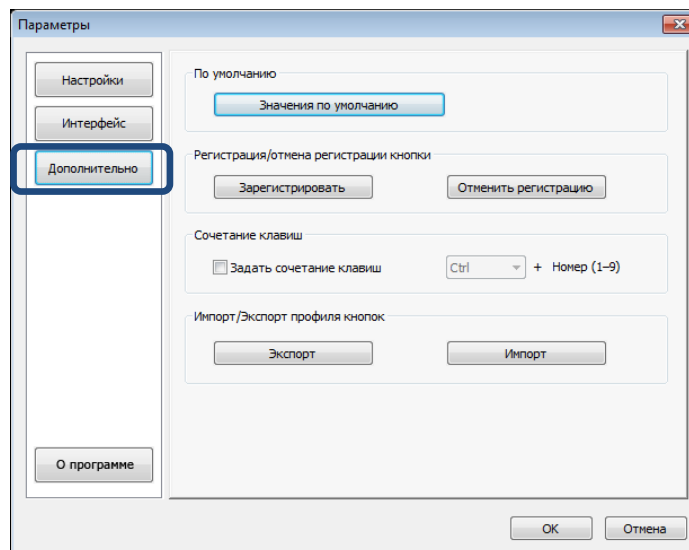 Параметры
Настройки
Интерфейс
Дополнительно
О программе
По умолчанию
Значения по умолчанию
Регистрация/отмена регистрации кнопки
Зарегистрировать
Отменить регистрацию
Сочетание клавиш
Задать сочетание клавиш
Ctrl + Номер (1–9)
Импорт/Экспорт профиля кнопок
Экспорт
Импорт
OK
Отмена